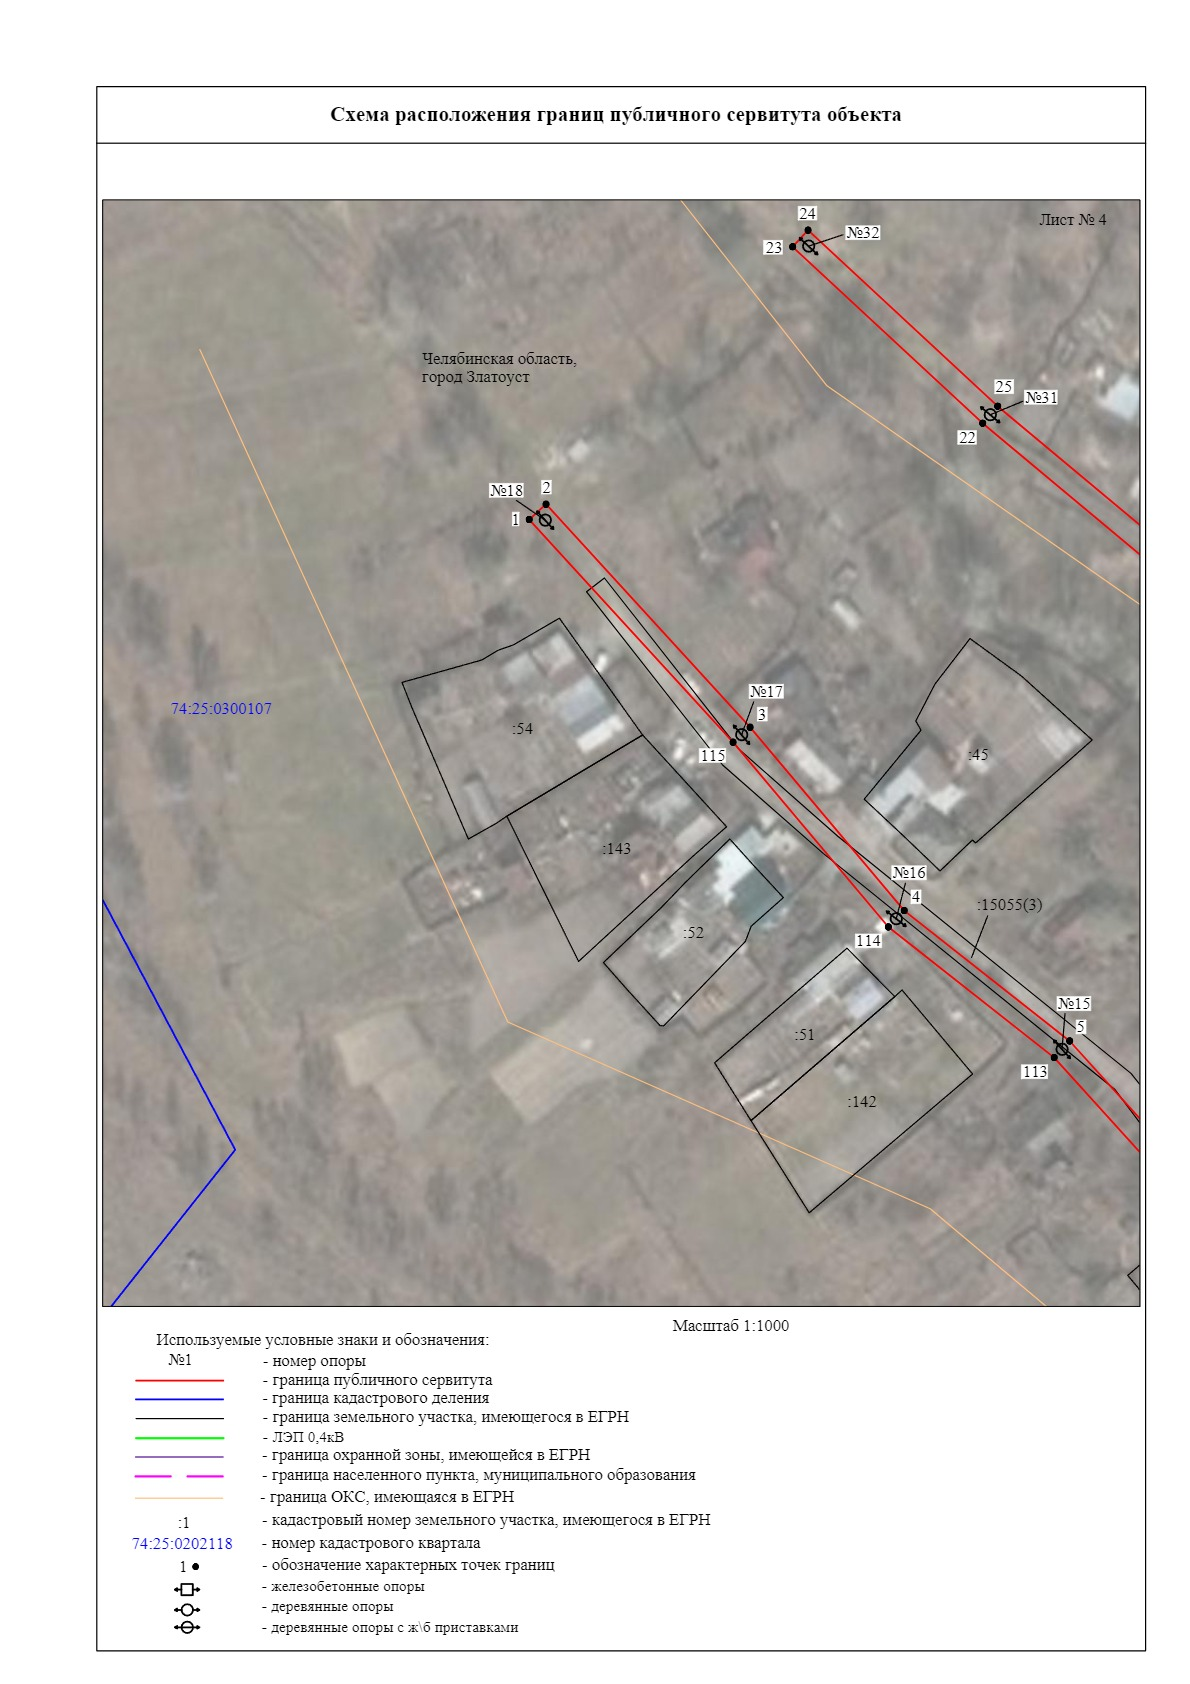 Схема расположения границ публичного сервитута объекта
Лист № 4
24
№32
23
Челябинская область,
город Златоуст
25
№31
22
№18
2
1
74:25:0300107
№17
3
:54
115
:45
:143
№16
4
:15055(3)
:52
114
№15
5
:51
113
:142
Масштаб 1:1000
Используемые условные знаки и обозначения:
№1 - номер опоры
- граница публичного сервитута
- граница кадастрового деления
- граница земельного участка, имеющегося в ЕГРН
- ЛЭП 0,4кВ
- граница охранной зоны, имеющейся в ЕГРН
- граница населенного пункта, муниципального образования
- граница ОКС, имеющаяся в ЕГРН
:1 - кадастровый номер земельного участка, имеющегося в ЕГРН
74:25:0202118 - номер кадастрового квартала
1 - обозначение характерных точек границ
- железобетонные опоры
- деревянные опоры
- деревянные опоры с ж\б приставками